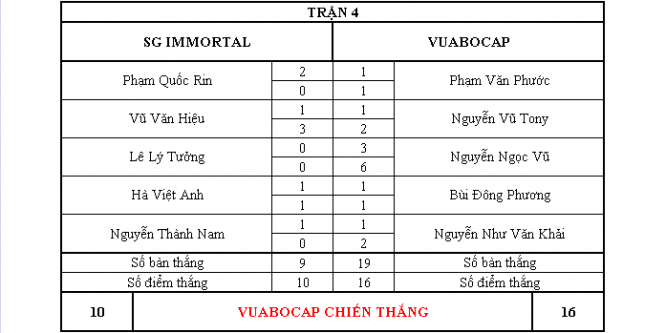 TRẬN 4
SG IMMORTAL VUABOCAP
Phạm Quốc Rin 2 1 Phạm Văn Phước
0 1
Vũ Văn Hiệu 1 1 Nguyễn Vũ Tony
3 2
Lê Lý Tưởng 0 3 Nguyễn Ngọc Vũ
0 6
Hà Việt Anh 1 1 Bùi Đông Phương
1 1
Nguyễn Thành Nam 1 1 Nguyễn Như Văn Khải
0 2
Số bàn thắng 9 19 Số bàn thắng
Số điểm thắng 10 16 Số điểm thắng
10 VUABOCAP CHIẾN THẮNG 16